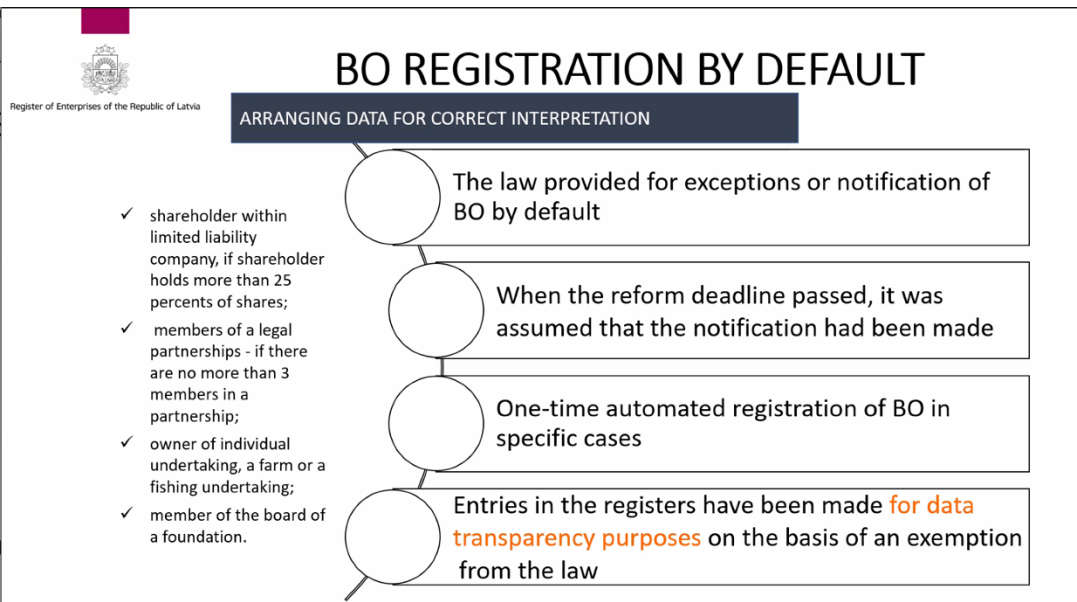 BO REGISTRATION BY DEFAULT
Register of Enterprises of the Republic of Latvia
ARRANGING DATA FOR CORRECT INTERPRETATION
✓ shareholder within
limited liability
company, if shareholder
holds more than 25
percents of shares;
✓ members of a legal
partnerships - if there
are no more than 3
members in a
partnership;
✓ owner of individual
undertaking, a farm or a
fishing undertaking;
✓ member of the board of
a foundation.
The law provided for exceptions or notification of
BO by default
When the reform deadline passed, it was
assumed that the notification had been made
One-time automated registration of BO in
specific cases
Entries in the registers have been made for data
transparency purposes on the basis of an exemption
from the law